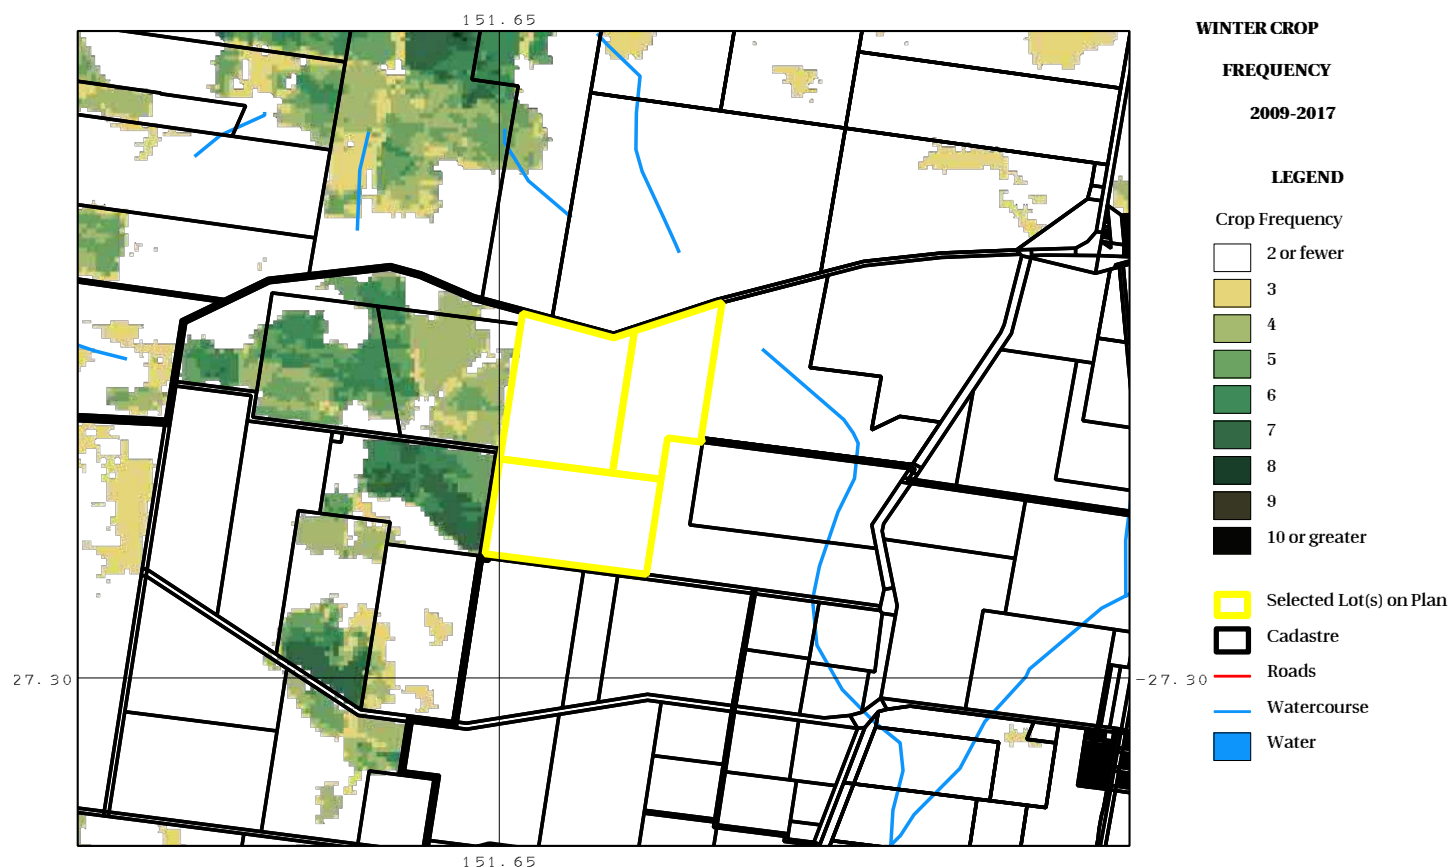 151.65
WINTER CROP
FREQUENCY
2009-2017
LEGEND
Crop Frequency
2 or fewer
3
4
5
6
7
8
9
10 or greater
Selected Lot(s) on Plan
Cadastre
Roads
Watercourse
Water
27.30
-27.30
151.65